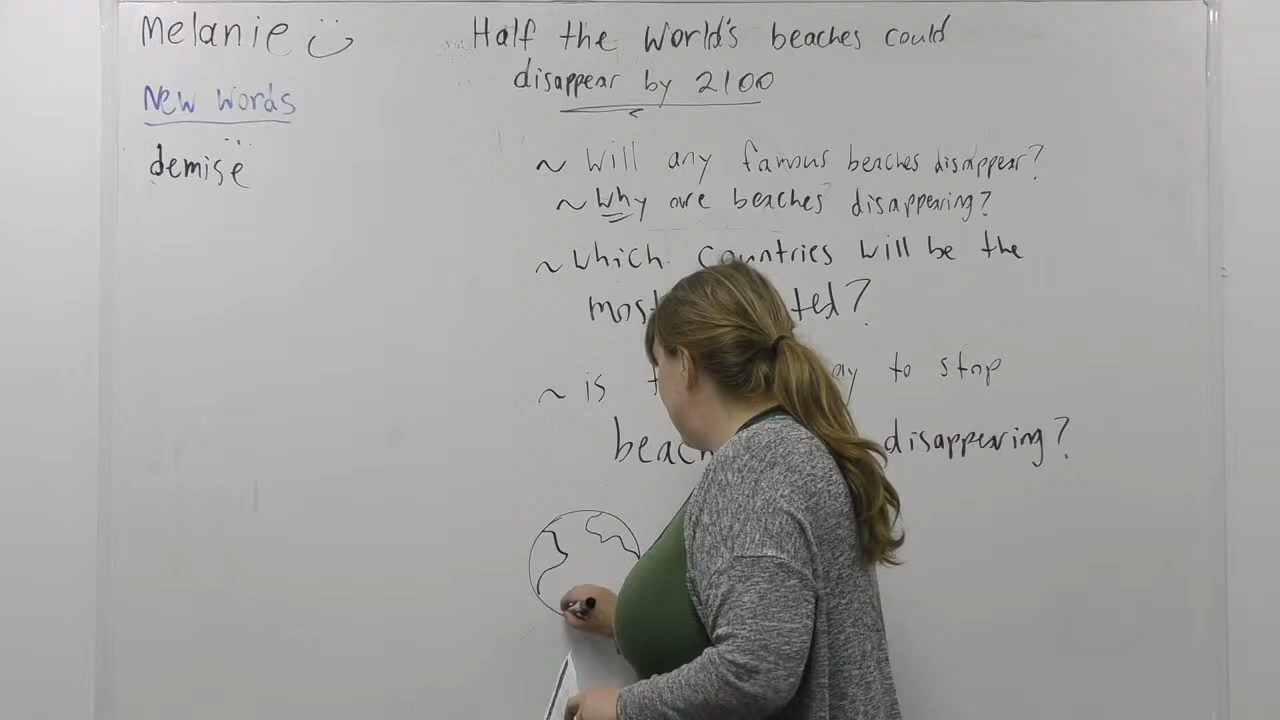 Melanie
New words
demise
Half the world's beaches could
disappear by 2100
~ Will any famous beaches disappear?
~ Why are beaches disappearing?
~ Which countries will be the
most ted?
~ is to stop
disappearing?